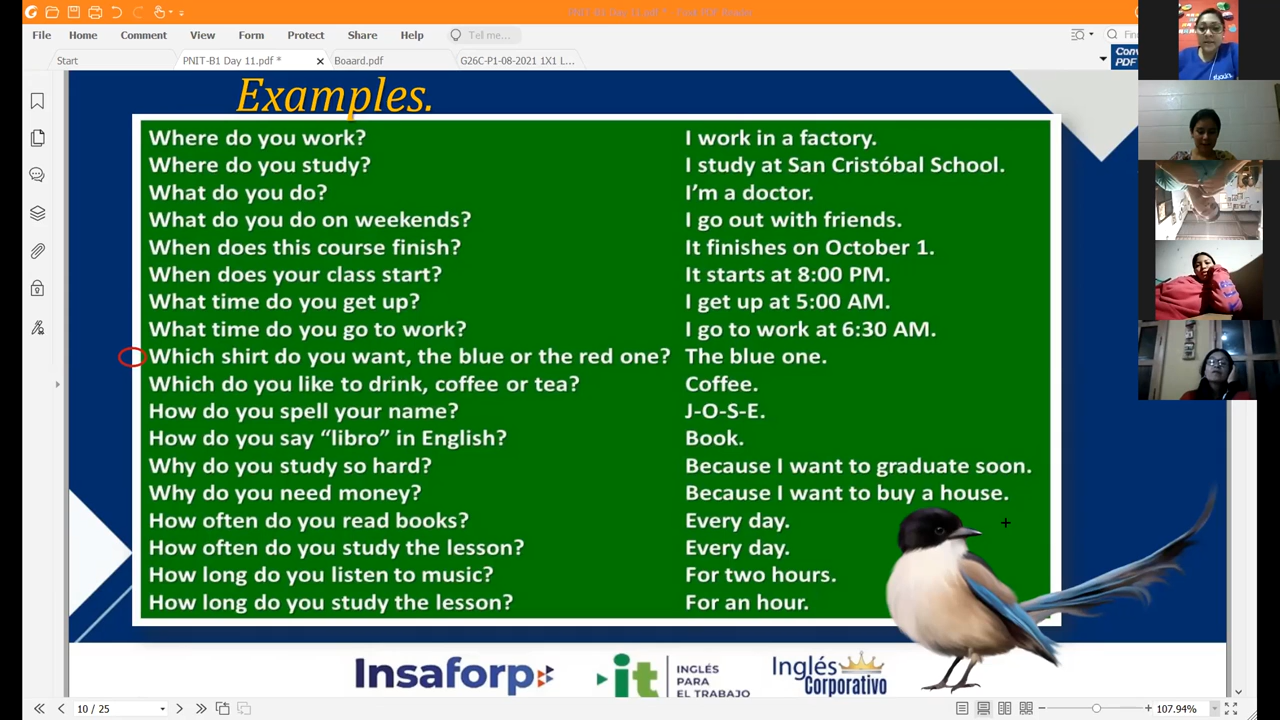 File Home Comment View Form Protect Share Help Tell me... Find
Start PNIT-B1 Day 11.pdf * Boaard.pdf G26C-P1-08-2021 1X1 L...
PDF
Examples.
Where do you work? I work in a factory.
Where do you study? I study at San Cristóbal School.
What do you do? I'm a doctor.
What do you do on weekends? I go out with friends.
When does this course finish? It finishes on October 1.
When does your class start? It starts at 8:00 PM.
What time do you get up? I get up at 5:00 AM.
What time do you go to work? I go to work at 6:30 AM.
Which shirt do you want, the blue or the red one? The blue one.
Which do you like to drink, coffee or tea? Coffee.
How do you spell your name? J-O-S-E.
How do you say “libro” in English? Book.
Why do you study so hard? Because I want to graduate soon.
Why do you need money? Because I want to buy a house.
How often do you read books? Every day.
How often do you study the lesson? Every day.
How long do you listen to music? For two hours.
How long do you study the lesson? For an hour.
Insaforp it INGLÉS PARA EL TRABAJO Inglés Corporativo
10 / 25 107.94%